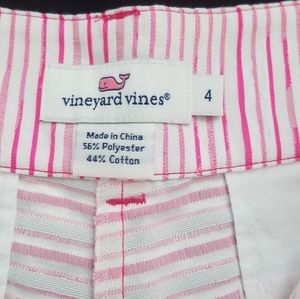 vineyard vines®
4
Made in China
56% Polyester
44% Cotton